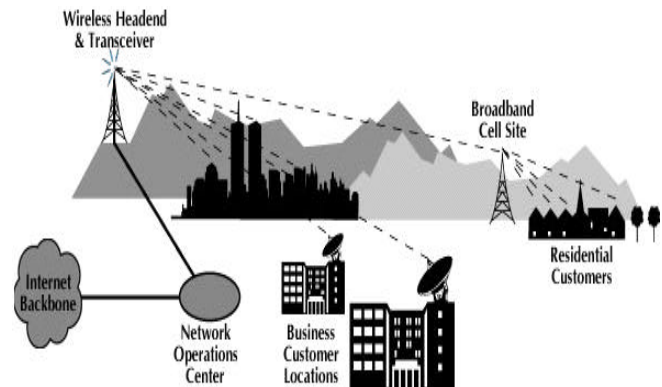 Wireless Headend
& Transceiver
Broadband
Cell Site
Residential
Customers
Internet
Backbone
Network
Operations
Center
Business
Customer
Locations